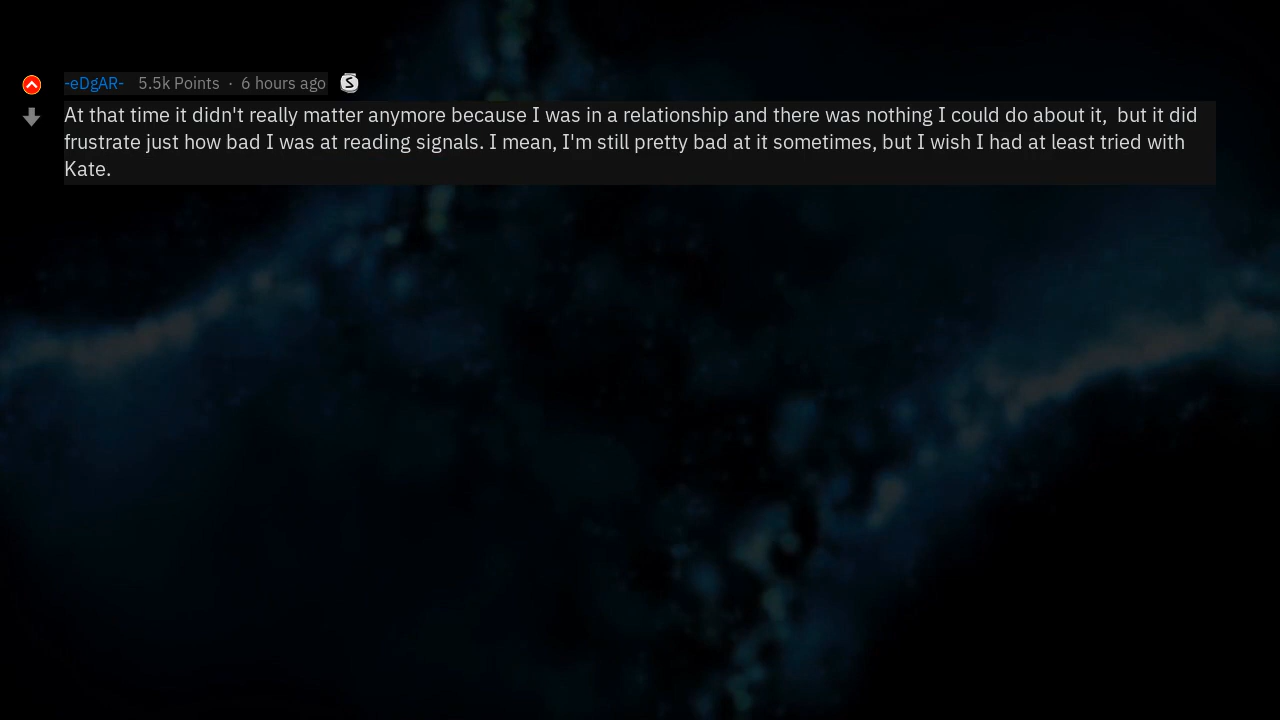 -eDgAR- 5.5k Points · 6 hours ago S
At that time it didn't really matter anymore because I was in a relationship and there was nothing I could do about it,  but it did
frustrate just how bad I was at reading signals. I mean, I'm still pretty bad at it sometimes, but I wish I had at least tried with
Kate.